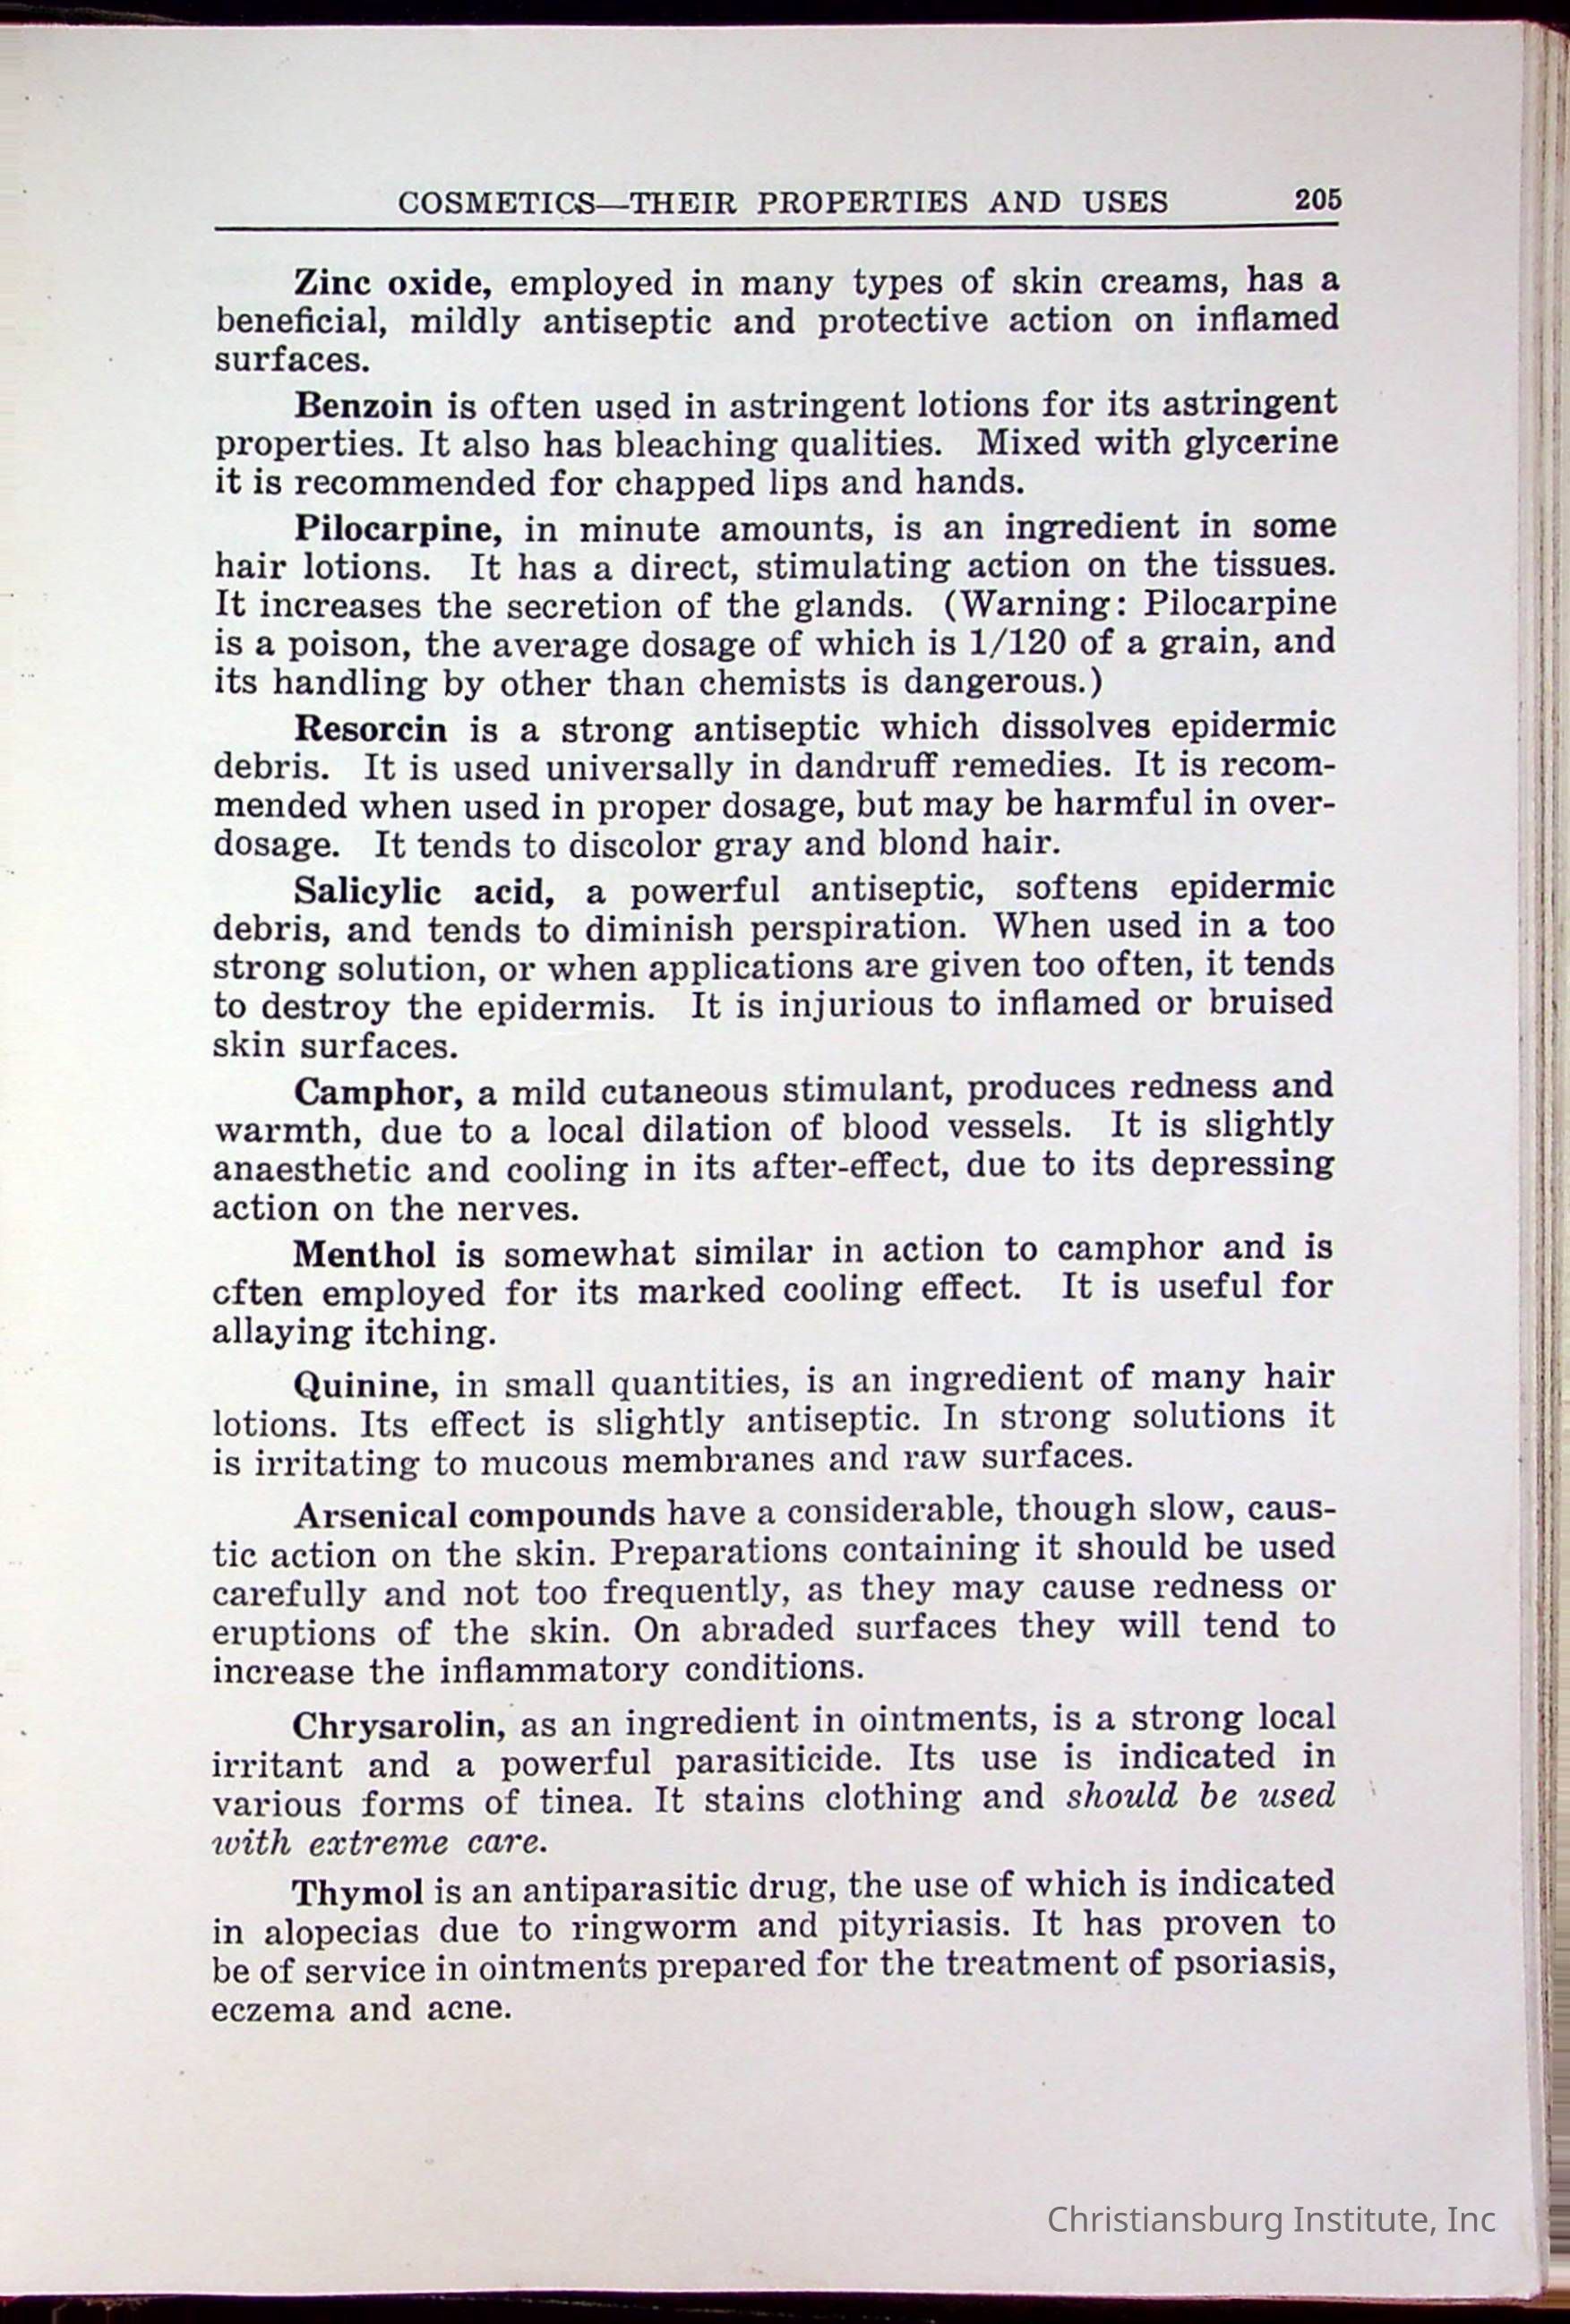 COSMETICS—THEIR PROPERTIES AND USES 205
Zinc oxide, employed in many types of skin creams, has a
beneficial, mildly antiseptic and protective action on inflamed
surfaces.
Benzoin is often used in astringent lotions for its astringent
properties. It also has bleaching qualities. Mixed with glycerine
it is recommended for chapped lips and hands.
Pilocarpine, in minute amounts, is an ingredient in some
hair lotions. It has a direct, stimulating action on the tissues.
It increases the secretion of the glands. (Warning: Pilocarpine
is a poison, the average dosage of which is 1/120 of a grain, and
its handling by other than chemists is dangerous.)
Resorcin is a strong antiseptic which dissolves epidermic
debris. It is used universally in dandruff remedies. It is recom-
mended when used in proper dosage, but may be harmful in over-
dosage. It tends to discolor gray and blond hair.
Salicylic acid, a powerful antiseptic, softens epidermic
debris, and tends to diminish perspiration. When used in a too
strong solution, or when applications are given too often, it tends
to destroy the epidermis. It is injurious to inflamed or bruised
skin surfaces.
Camphor, a mild cutaneous stimulant, produces redness and
warmth, due to a local dilation of blood vessels. It is slightly
anaesthetic and cooling in its after-effect, due to its depressing
action on the nerves.
Menthol is somewhat similar in action to camphor and is
cften employed for its marked cooling effect. It is useful for
allaying itching.
Quinine, in small quantities, is an ingredient of many hair
lotions. Its effect is slightly antiseptic. In strong solutions it
is irritating to mucous membranes and raw surfaces.
Arsenical compounds have a considerable, though slow, caus-
tic action on the skin. Preparations containing it should be used
carefully and not too frequently, as they may cause redness or
eruptions of the skin. On abraded surfaces they will tend to
increase the inflammatory conditions.
Chrysarolin, as an ingredient in ointments, is a strong local
irritant and a powerful parasiticide. Its use is indicated in
various forms of tinea. It stains clothing and should be used
with extreme care.
Thymol is an antiparasitic drug, the use of which is indicated
in alopecias due to ringworm and pityriasis. It has proven to
be of service in ointments prepared for the treatment of psoriasis,
eczema and acne.
Christiansburg Institute, Inc